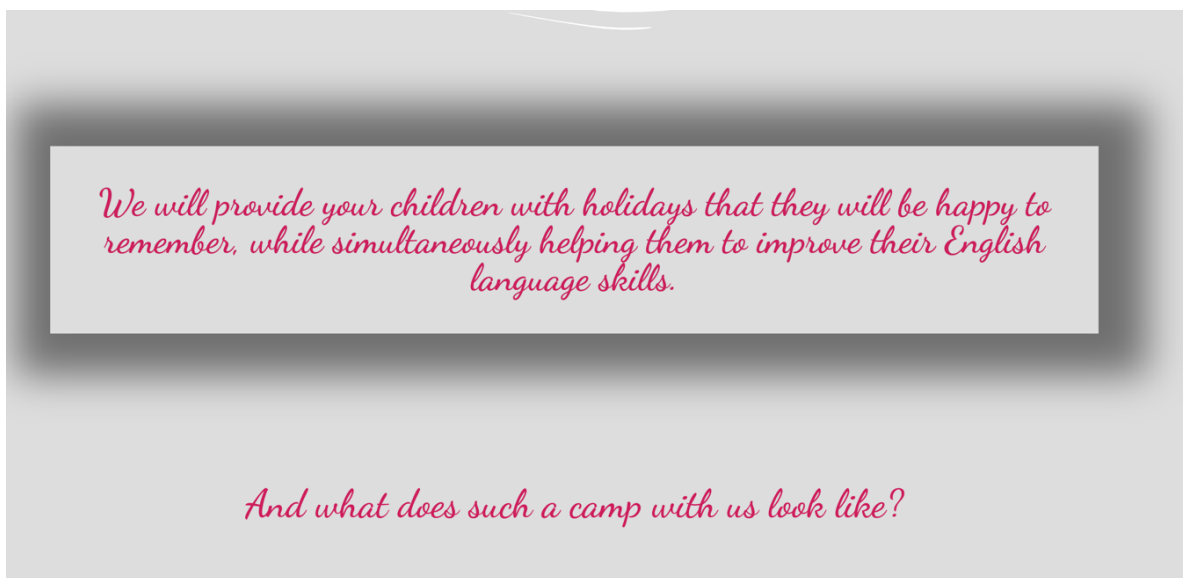 We will provide your children with holidays that they will be happy to
remember, while simultaneously helping them to improve their English
language skills.
And what does such a camp with us look like?